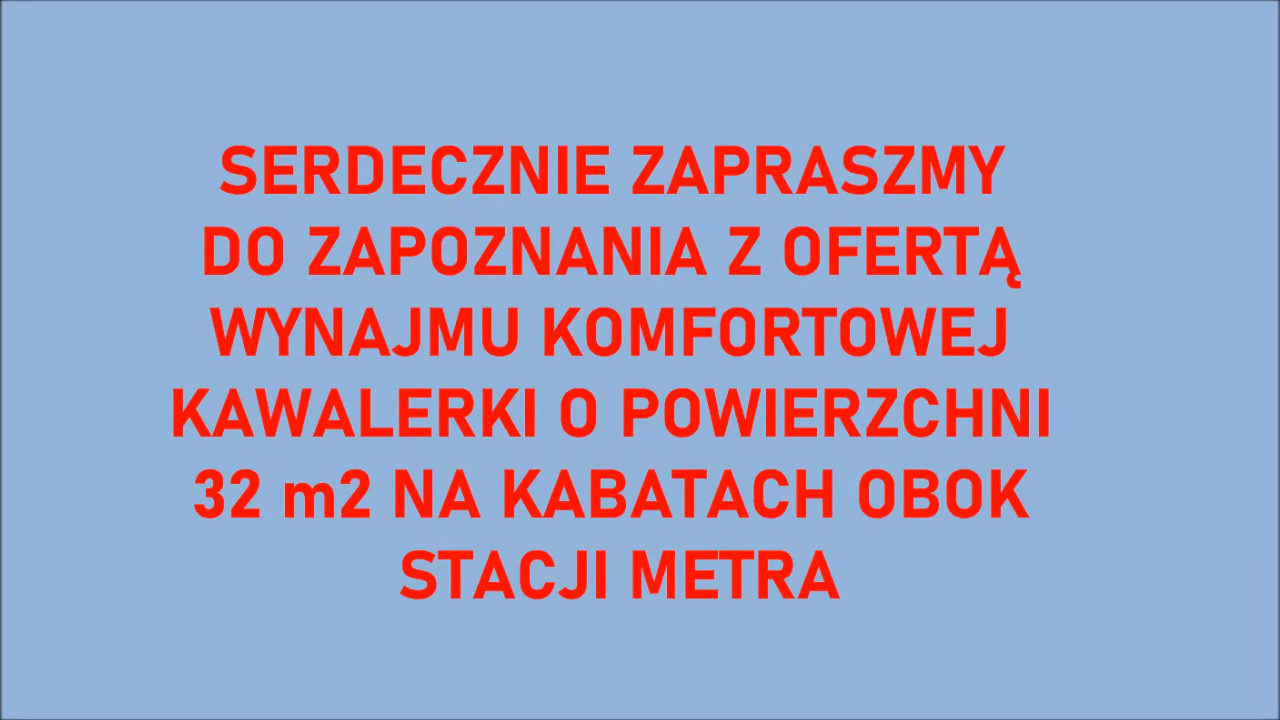 SERDECZNIE ZAPRASZMY
DO ZAPOZNANIA Z OFERTĄ
WYNAJMU KOMFORTOWEJ
KAWALERKI O POWIERZCHNI
32 m2 NA KABATACH OBOK
STACJI METRA